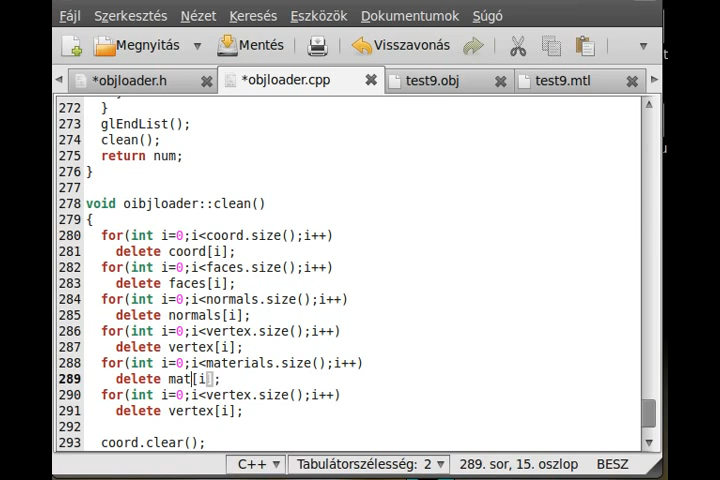 Fájl Szerkesztés Nézet Keresés Eszközök Dokumentumok Súgó
Megnyitás Mentés Visszavonás
*objloader.h *objloader.cpp test9.obj test9.mtl
272 }
273 glEndList();
274 clean();
275 return num;
276 }
277
278 void oibjloader::clean()
279 {
280 for(int i=0;i<coord.size();i++)
281 delete coord[i];
282 for(int i=0;i<faces.size();i++)
283 delete faces[i];
284 for(int i=0;i<normals.size();i++)
285 delete normals[i];
286 for(int i=0;i<vertex.size();i++)
287 delete vertex[i];
288 for(int i=0;i<materials.size();i++)
289 delete mat[i];
290 for(int i=0;i<vertex.size();i++)
291 delete vertex[i];
292
293 coord.clear();
C++ Tabulátorszélesség: 2 289. sor, 15. oszlop BESZ